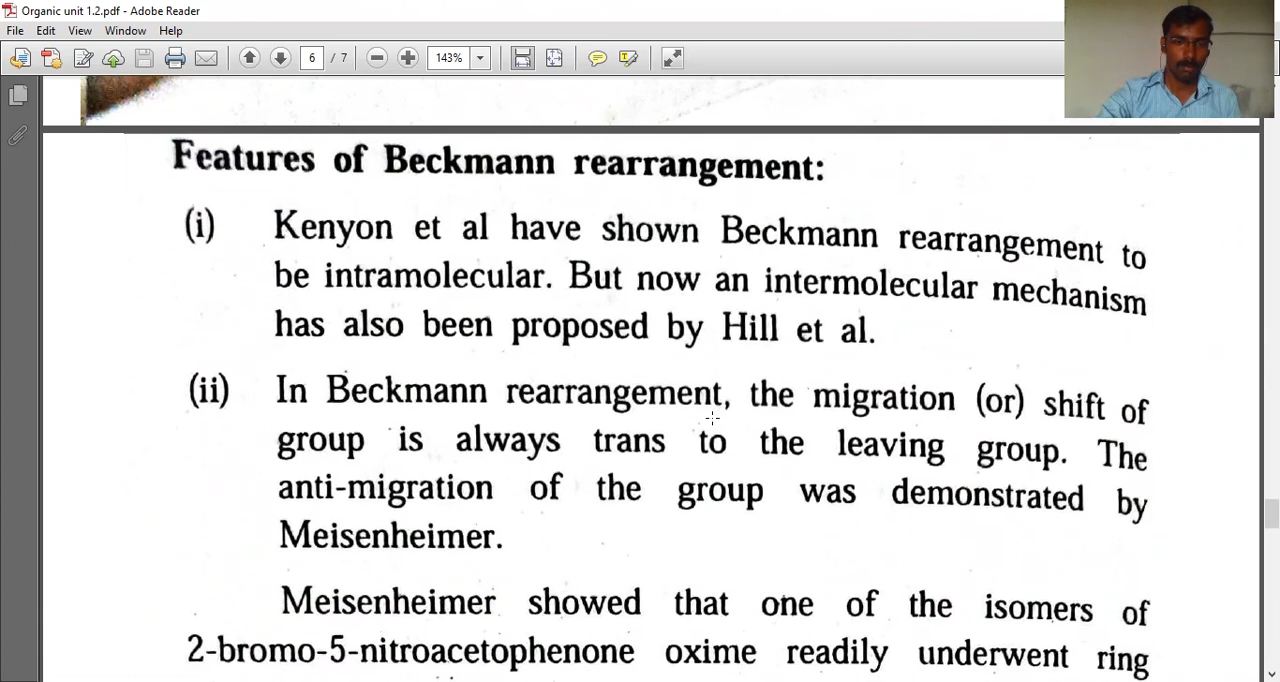 Organic unit 1.2.pdf - Adobe Reader
File Edit View Window Help
6 / 7 143%
Features of Beckmann rearrangement:
(i) Kenyon et al have shown Beckmann rearrangement to
be intramolecular. But now an intermolecular mechanism
has also been proposed by Hill et al.
(ii) In Beckmann rearrangement, the migration (or) shift of
group is always trans to the leaving group. The
anti-migration of the group was demonstrated by
Meisenheimer.
Meisenheimer showed that one of the isomers of
2-bromo-5-nitroacetophenone oxime readily underwent ring